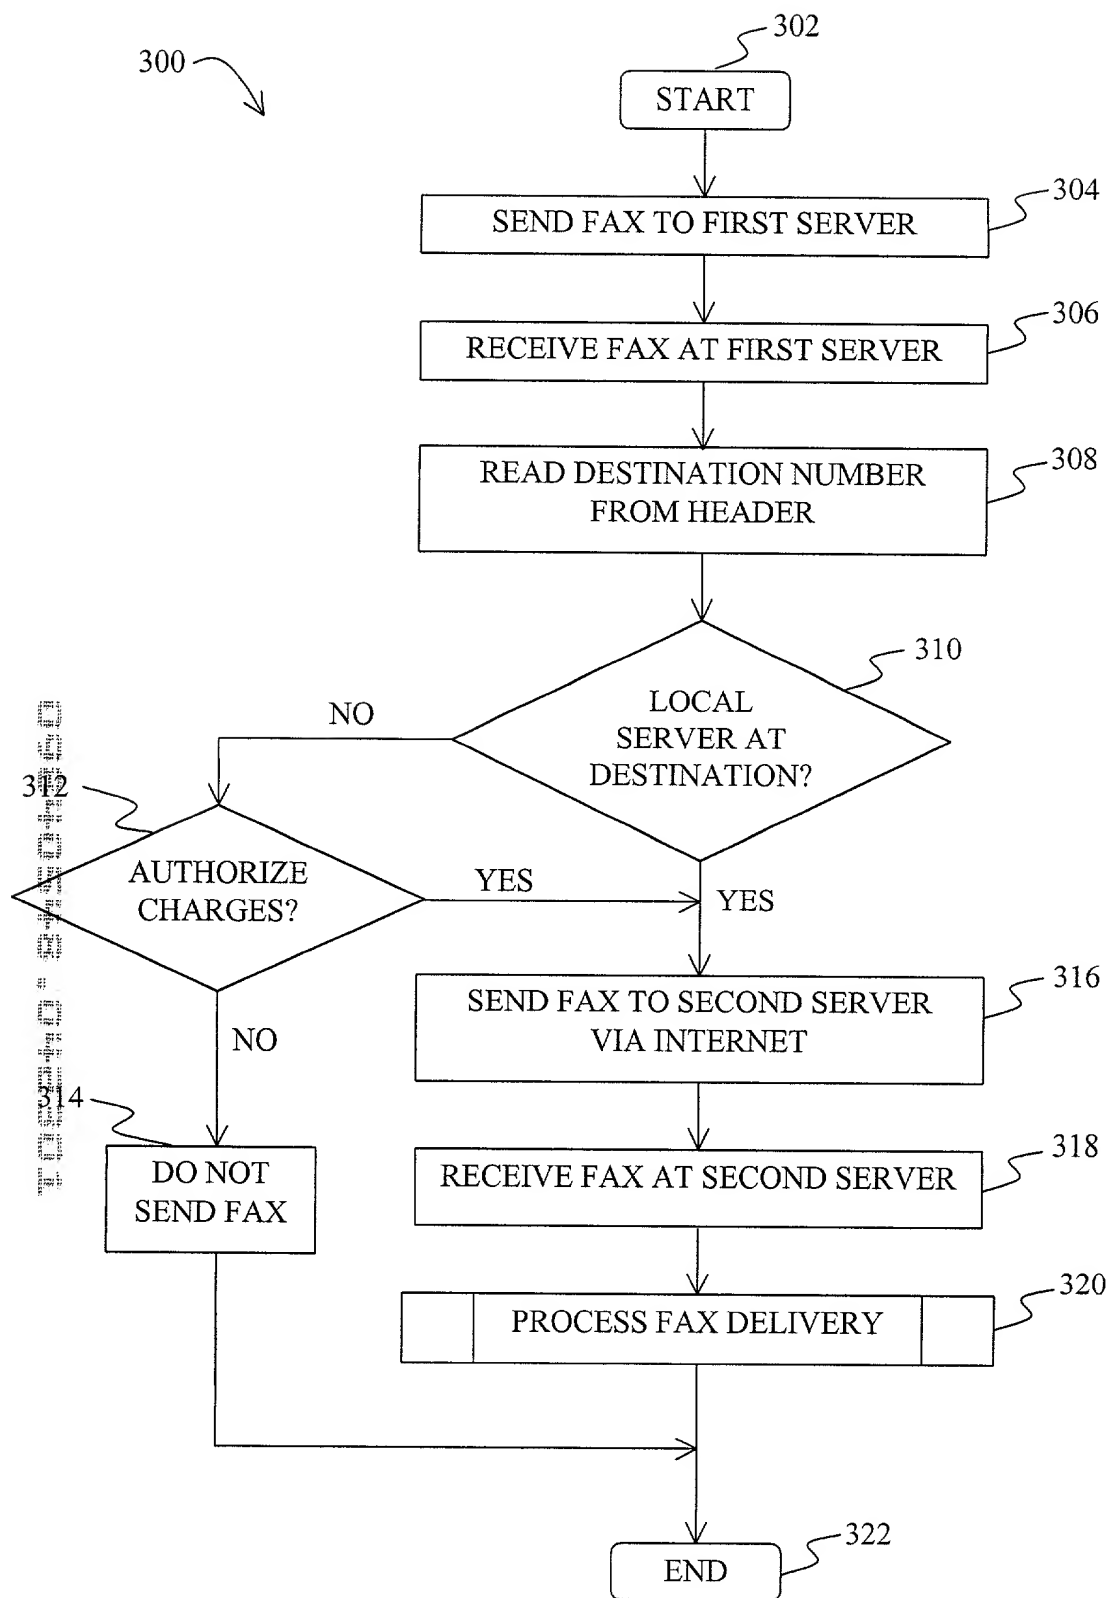 302
300
START
304
SEND FAX TO FIRST SERVER
306
RECEIVE FAX AT FIRST SERVER
308
READ DESTINATION NUMBER
FROM HEADER
310
LOCAL
SERVER AT
DESTINATION?
NO
312
AUTHORIZE
CHARGES?
YES
YES
316
SEND FAX TO SECOND SERVER
VIA INTERNET
NO
314
DO NOT
SEND FAX
318
RECEIVE FAX AT SECOND SERVER
320
PROCESS FAX DELIVERY
322
END